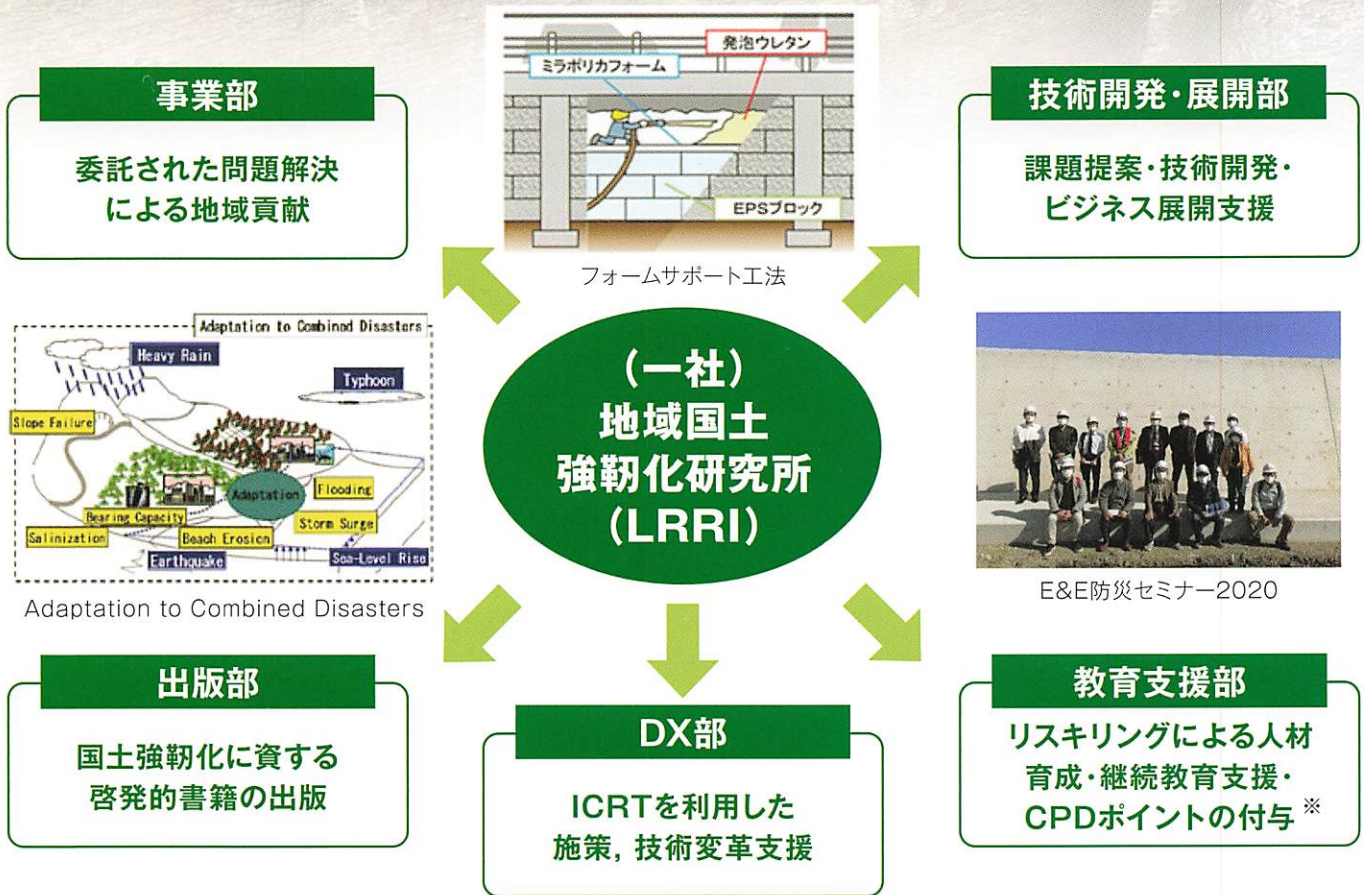 発泡ウレタン
ミラポリカフォーム
EPSブロック
フォームサポート工法
事業部
委託された問題解決
による地域貢献
技術開発・展開部
課題提案・技術開発・
ビジネス展開支援
Adaptation to Combined Disasters
Heavy Rain
Typhoon
Slope Failure
Adaptation
Flooding
Bearing Capacity
Storm Surge
Salinization
Beach Erosion
Earthquake
Sea-Level Rise
Adaptation to Combined Disasters
(一社)
地域国土
強靭化研究所
(LRRI)
E&E防災セミナー2020
出版部
国土強靭化に資する
啓発的書籍の出版
DX部
ICRTを利用した
施策, 技術変革支援
教育支援部
リスキリングによる人材
育成・継続教育支援・
CPDポイントの付与※